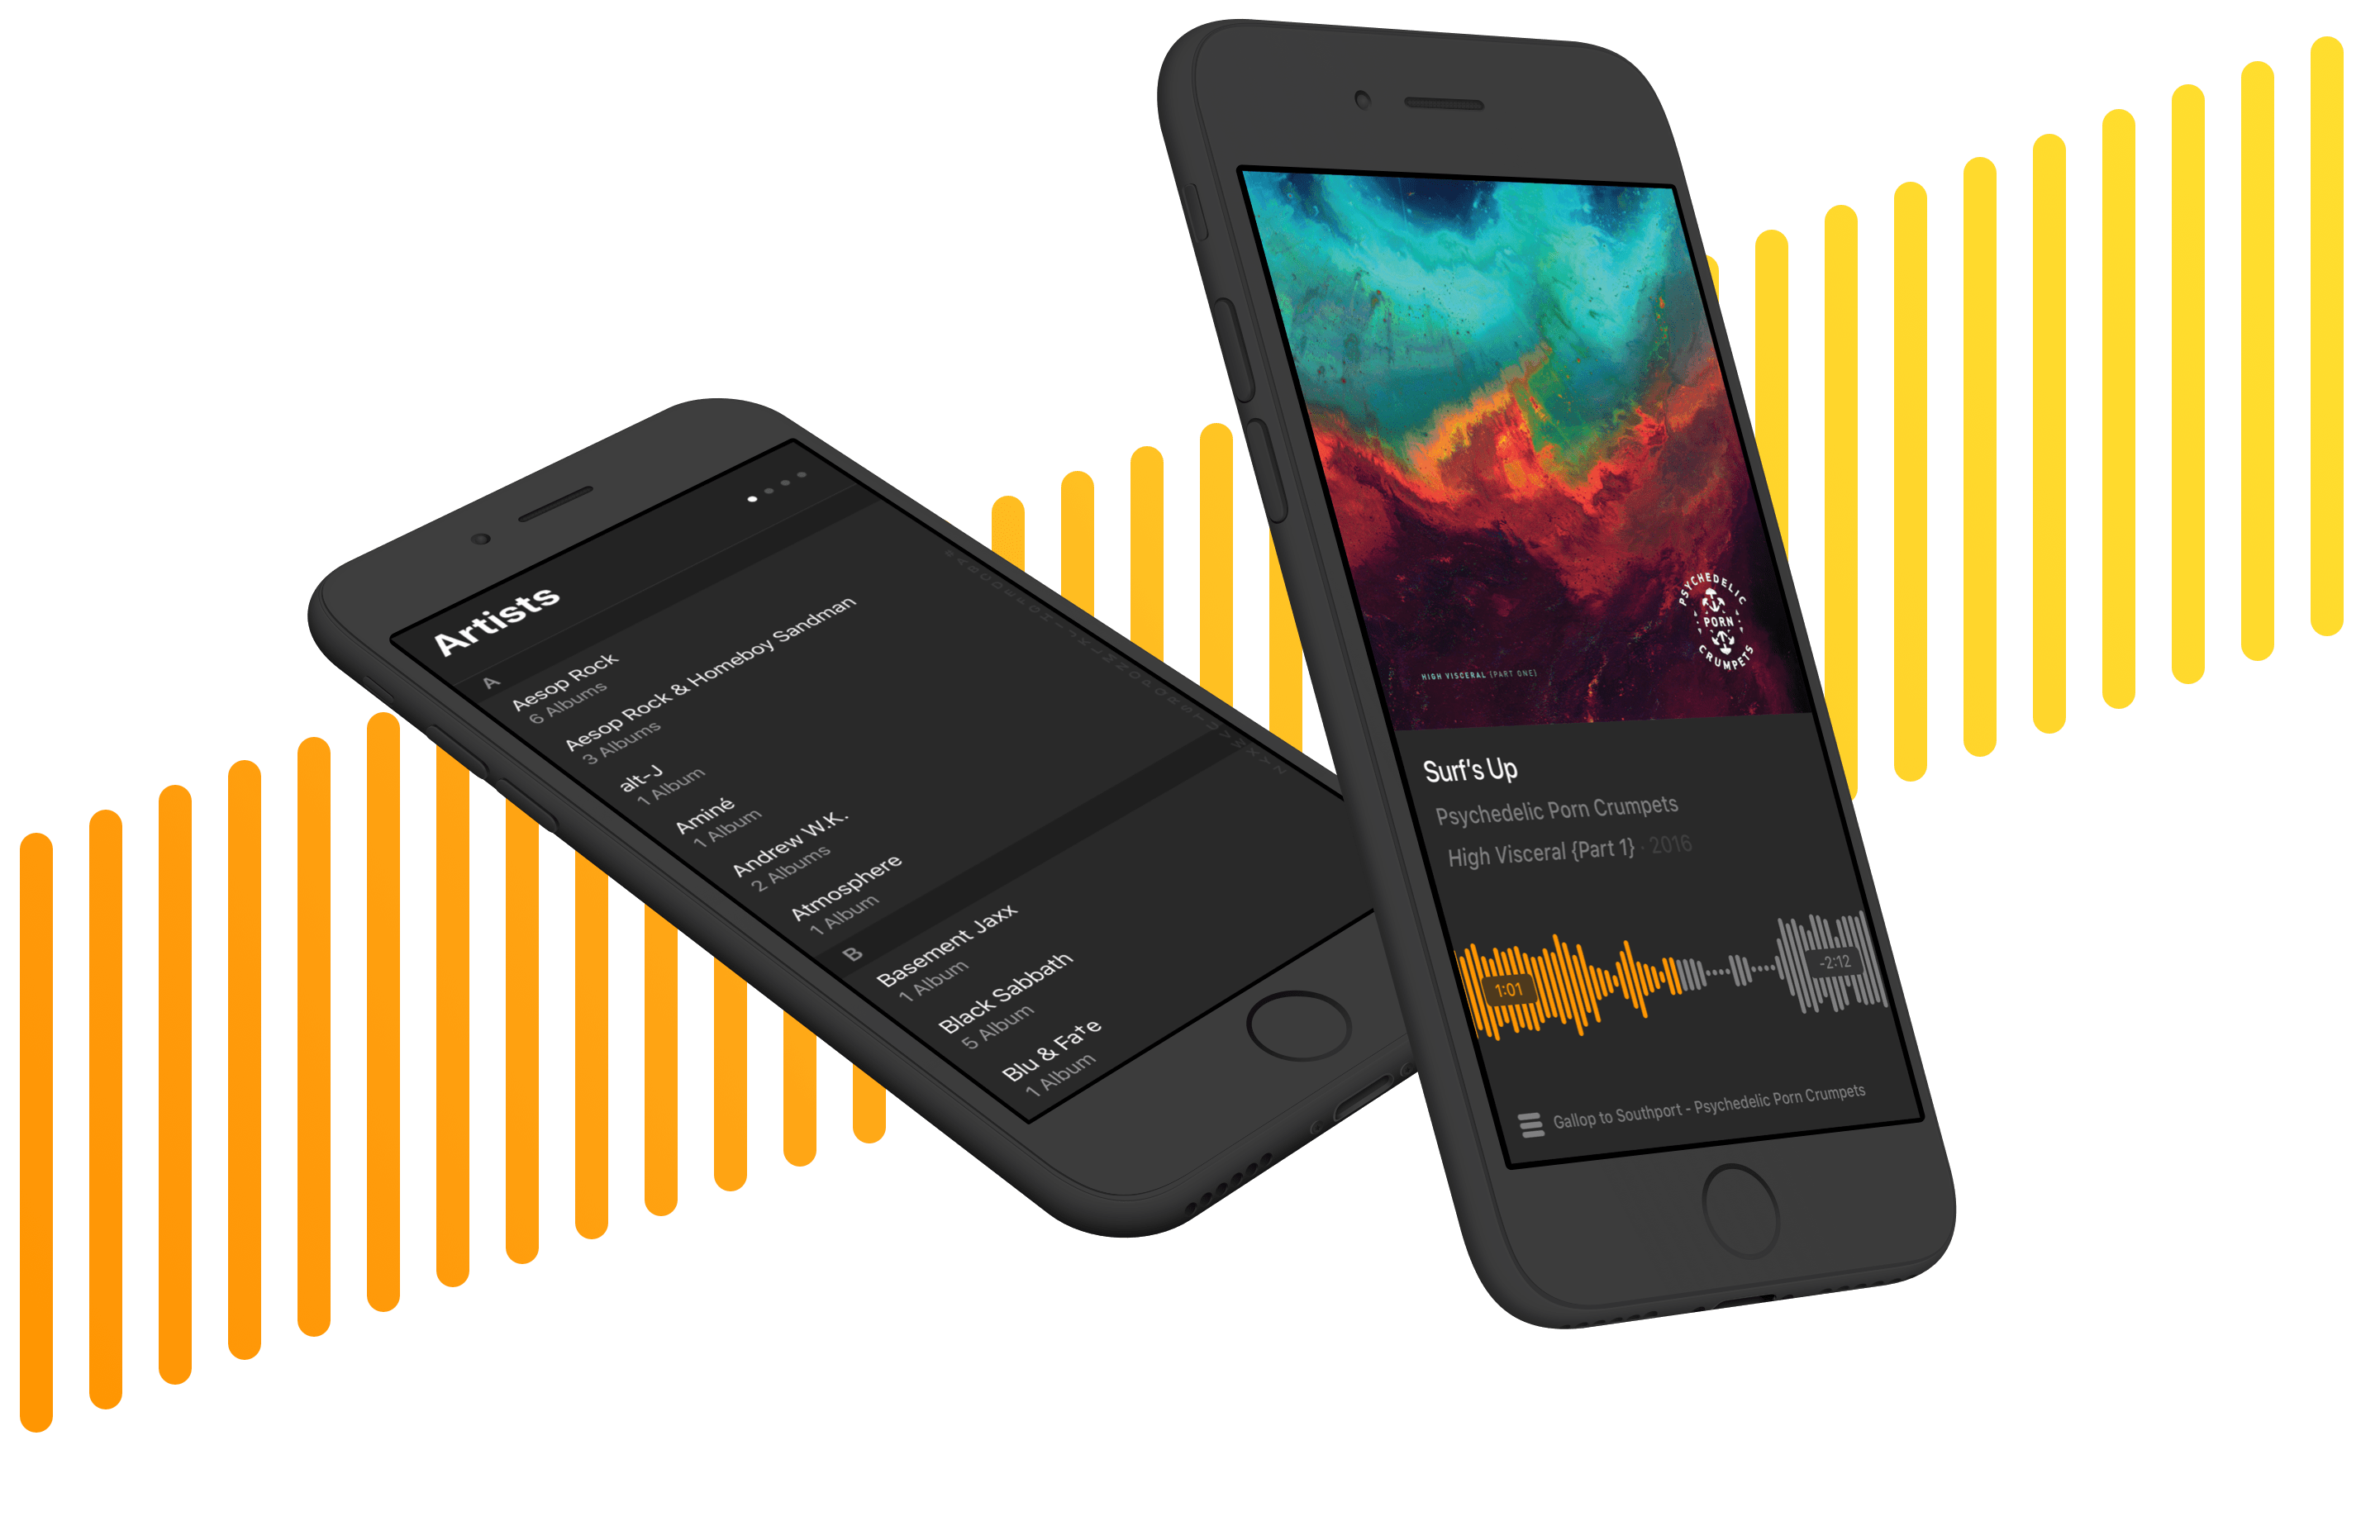 Artists
A
Aesop Rock
6 Albums
Aesop Rock & Homeboy Sandman
3 Albums
alt-J
1 Album
Aminé
1 Album
Andrew W.K.
2 Albums
Atmosphere
1 Album
B
Basement Jaxx
1 Album
Black Sabbath
5 Album
Blu & Fa†e
1 Album
PSYCHEDELIC
PORN
CRUMPETS
HIGH VISCERAL {PART ONE}
Surf's Up
Psychedelic Porn Crumpets
High Visceral {Part 1} · 2016
1:01
-2:12
Gallop to Southport - Psychedelic Porn Crumpets